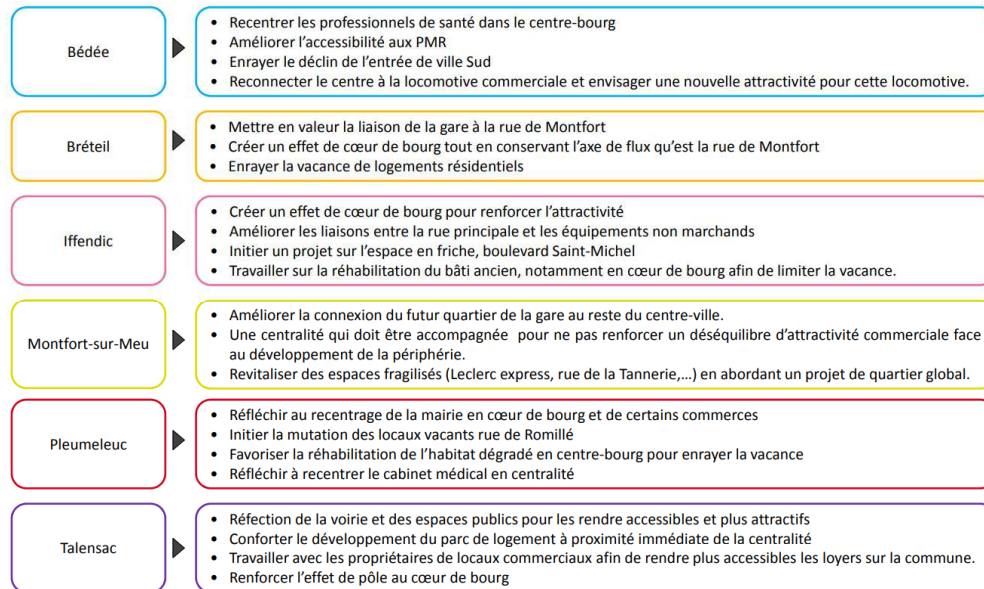 Bédée
• Recentrer les professionnels de santé dans le centre-bourg
• Améliorer l’accessibilité aux PMR
• Enrayer le déclin de l’entrée de ville Sud
• Reconnecter le centre à la locomotive commerciale et envisager une nouvelle attractivité pour cette locomotive.
Bréteil
• Mettre en valeur la liaison de la gare à la rue de Montfort
• Créer un effet de cœur de bourg tout en conservant l’axe de flux qu’est la rue de Montfort
• Enrayer la vacance de logements résidentiels
Iffendic
• Créer un effet de cœur de bourg pour renforcer l’attractivité
• Améliorer les liaisons entre la rue principale et les équipements non marchands
• Initier un projet sur l’espace en friche, boulevard Saint-Michel
• Travailler sur la réhabilitation du bâti ancien, notamment en cœur de bourg afin de limiter la vacance.
Montfort-sur-Meu
• Améliorer la connexion du futur quartier de la gare au reste du centre-ville.
• Une centralité qui doit être accompagnée pour ne pas renforcer un déséquilibre d’attractivité commerciale face
au développement de la périphérie.
• Revitaliser des espaces fragilisés (Leclerc express, rue de la Tannerie,…) en abordant un projet de quartier global.
Pleumeleuc
• Réfléchir au recentrage de la mairie en cœur de bourg et de certains commerces
• Initier la mutation des locaux vacants rue de Romillé
• Favoriser la réhabilitation de l’habitat dégradé en centre-bourg pour enrayer la vacance
• Réfléchir à recentrer le cabinet médical en centralité
Talensac
• Réfection de la voirie et des espaces publics pour les rendre accessibles et plus attractifs
• Conforter le développement du parc de logement à proximité immédiate de la centralité
• Travailler avec les propriétaires de locaux commerciaux afin de rendre plus accessibles les loyers sur la commune.
• Renforcer l’effet de pôle au cœur de bourg